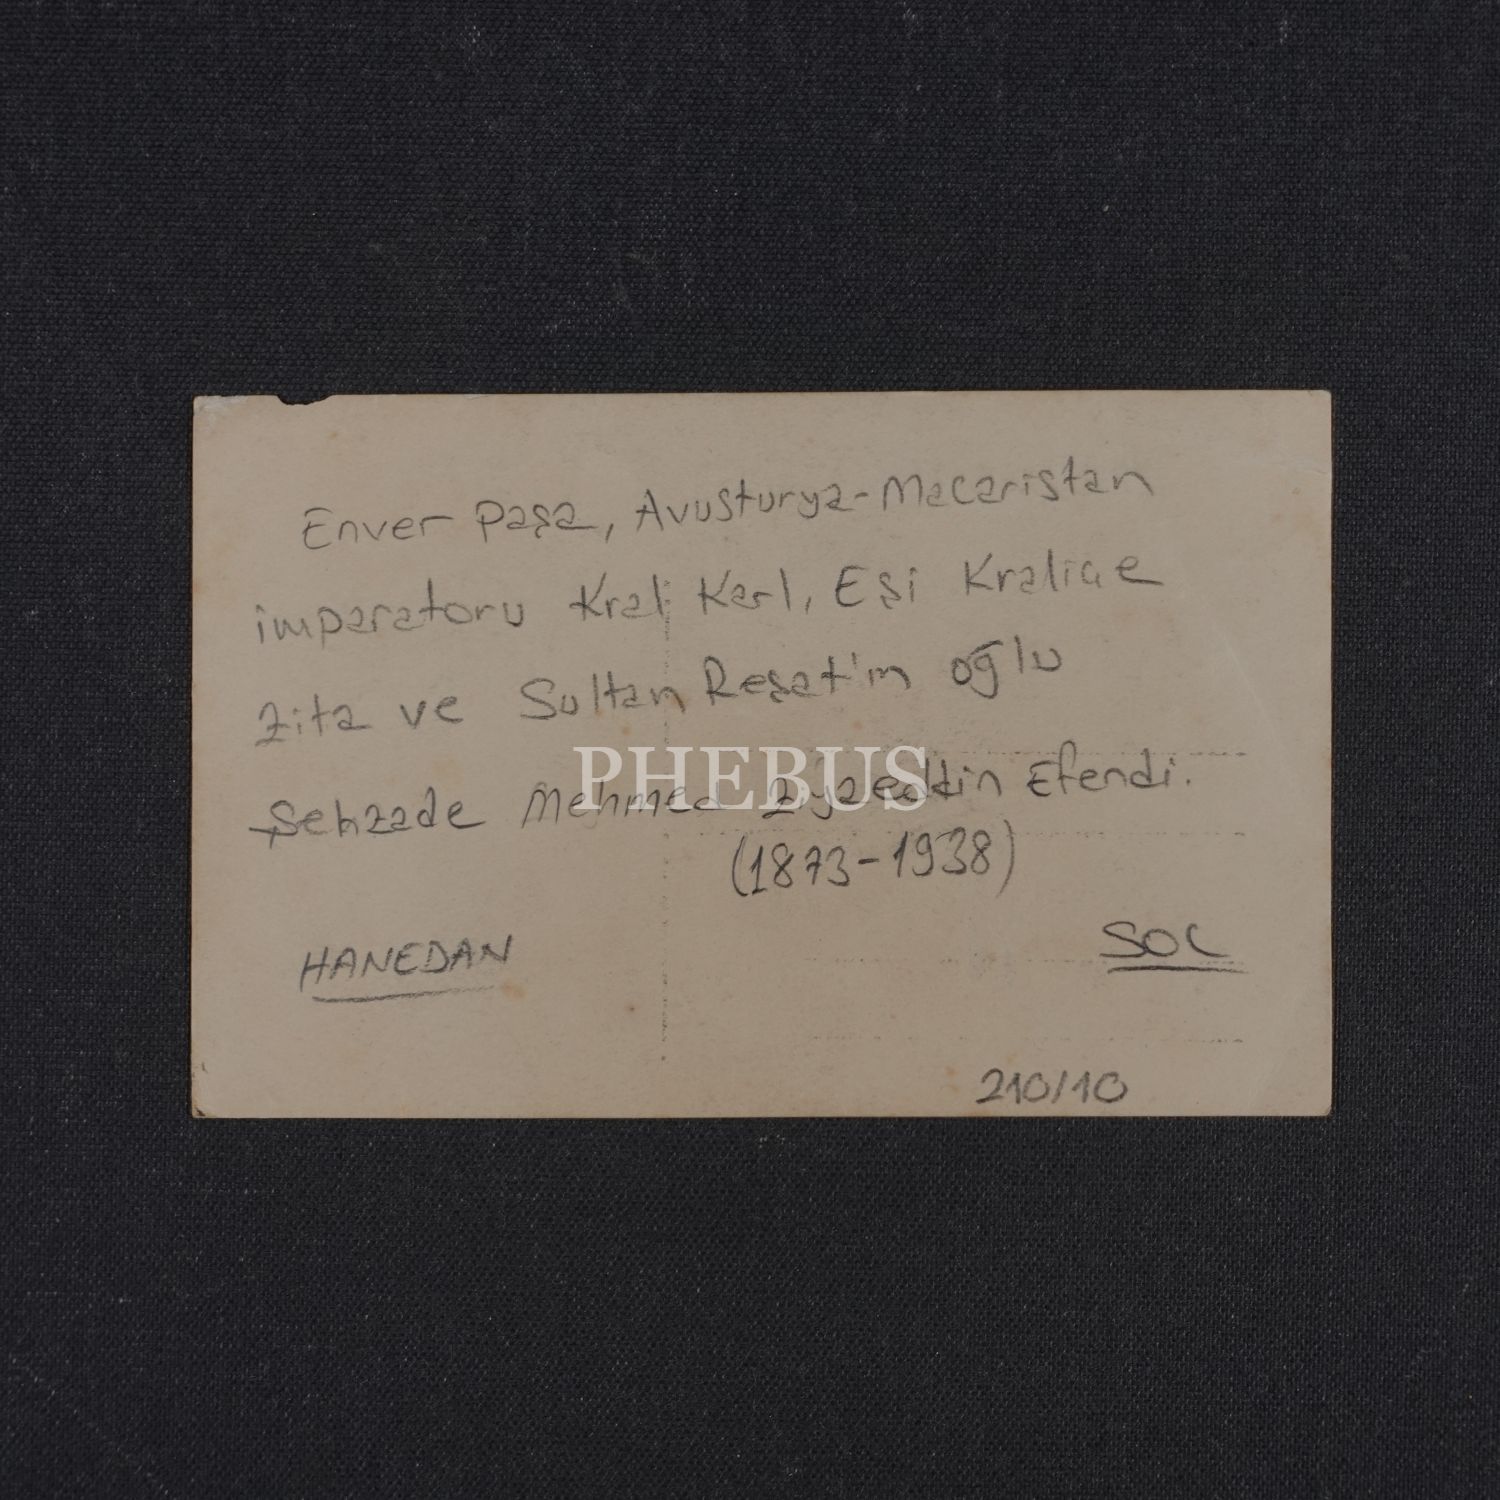 Enver Paşa, Avusturya-Macaristan
imparatoru Kral Karl, Eşi Kraliçe
Zita ve Sultan Reşat'ın oğlu
Şehzade Mehmed Ziyaeddin Efendi.
(1873-1938)
HANEDAN
SOC
210/10
PHEBUS